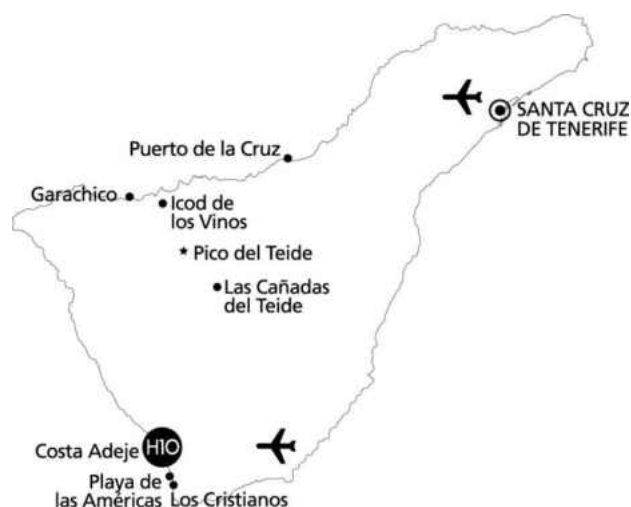 SANTA CRUZ
DE TENERIFE
Puerto de la Cruz
Garachico
Icod de
los Vinos
Pico del Teide
Las Cañadas
del Teide
Costa Adeje
H10
Playa de
las Américas
Los Cristianos